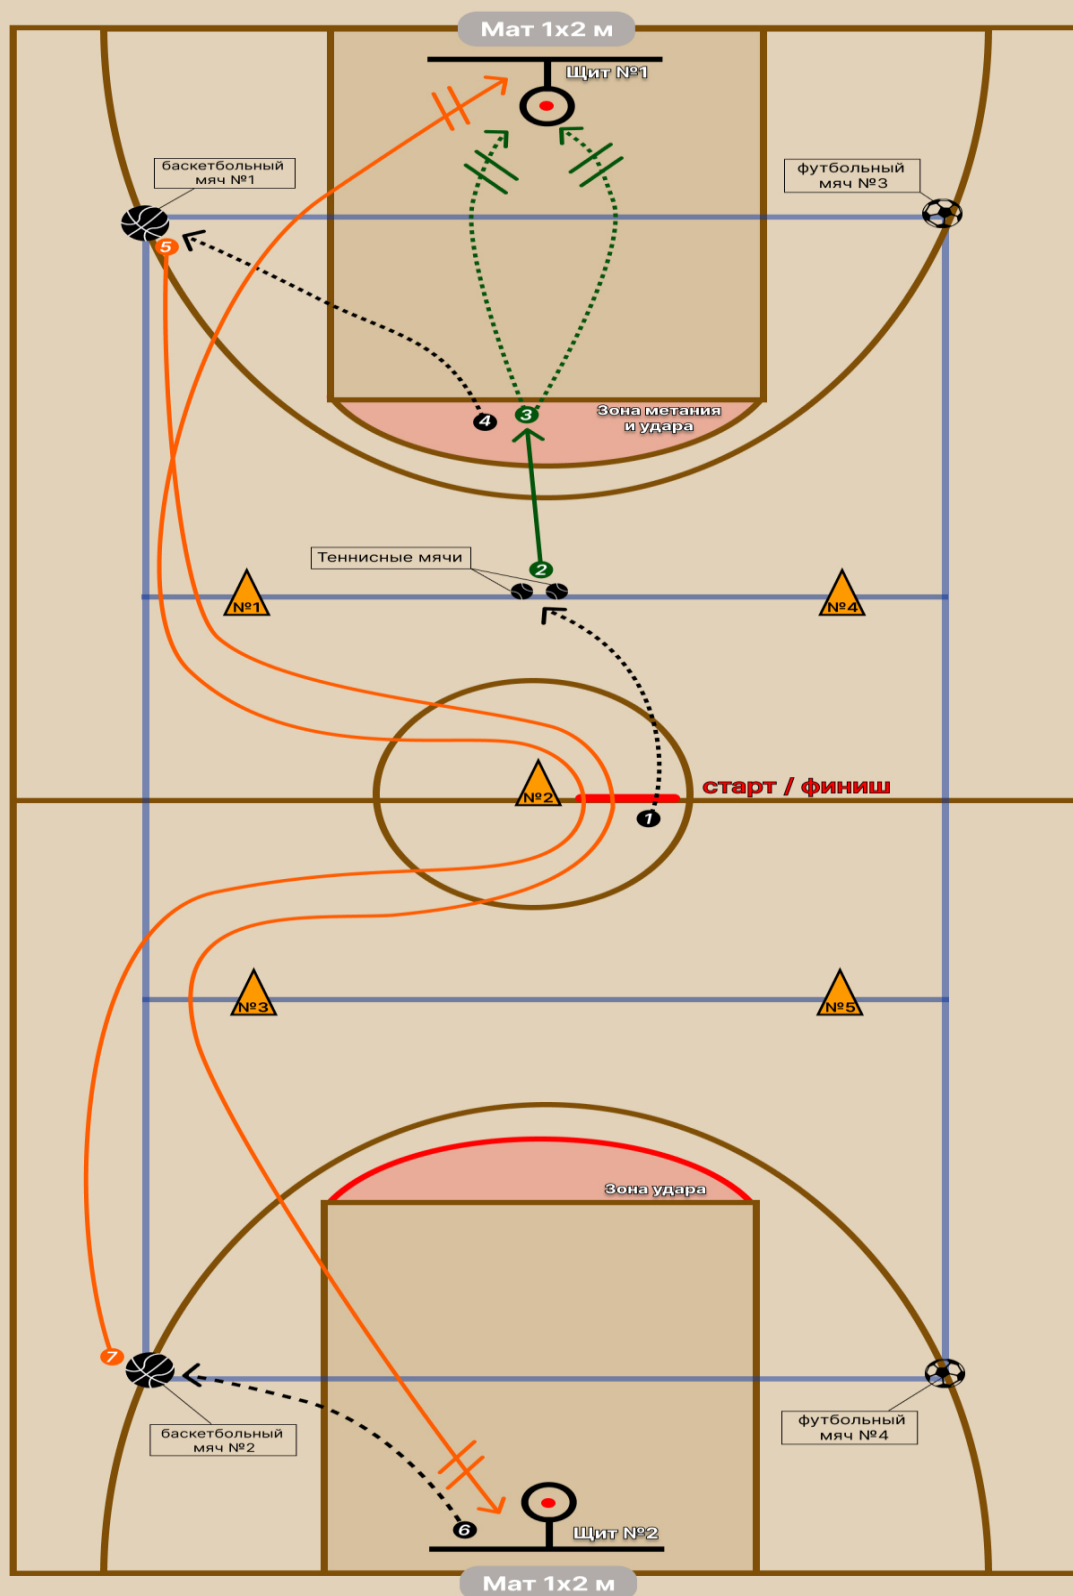 Мат 1х2 м
Щит №1
баскетбольный
мяч №1
футбольный
мяч №3
5
4
3
Зона метания
и удара
Теннисные мячи
2
№1
№4
№2
старт / финиш
1
№3
№5
Зона удара
7
баскетбольный
мяч №2
футбольный
мяч №4
6
Щит №2
Мат 1х2 м